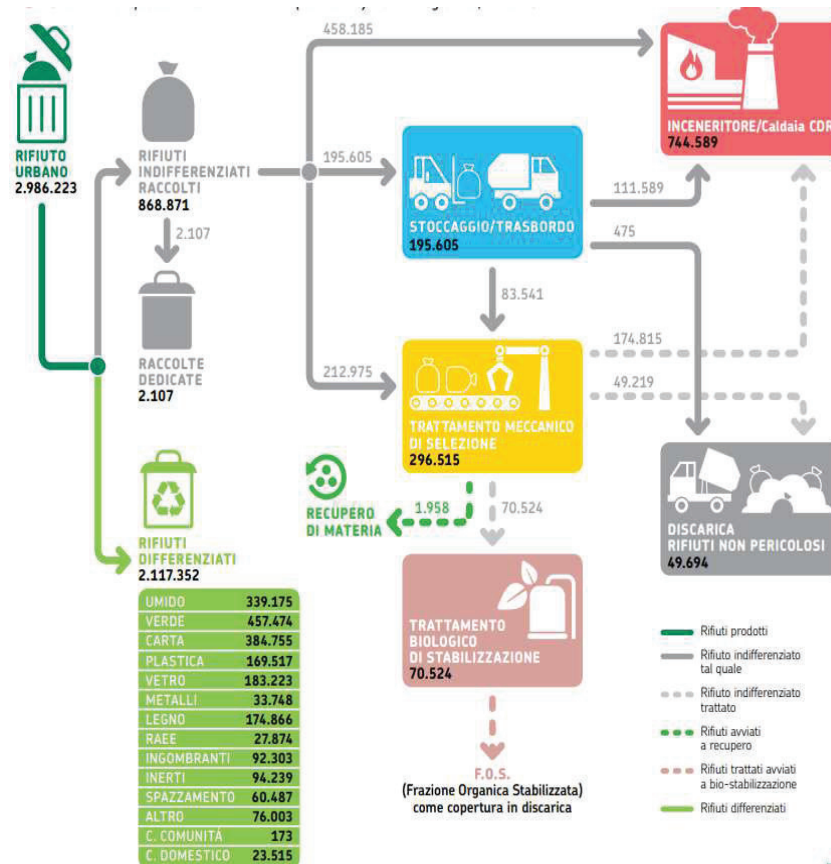 458.185
RIFIUTO
URBANO
2.986.223
RIFIUTI
INDIFFERENZIATI
RACCOLTI
868.871
2.107
RACCOLTE
DEDICATE
2.107
195.605
212.975
STOCCAGGIO/TRASBORDO
195.605
INCENERITORE/Caldaia CDR
744.589
111.589
475
83.541
174.815
49.219
TRATTAMENTO MECCANICO
DI SELEZIONE
296.515
RECUPERO
DI MATERIA
1.958
70.524
DISCARICA
RIFIUTI NON PERICOLOSI
49.694
TRATTAMENTO
BIOLOGICO
DI STABILIZZAZIONE
70.524
F.O.S.
(Frazione Organica Stabilizzata)
come copertura in discarica
RIFIUTI
DIFFERENZIATI
2.117.352
UMIDO 339.175
VERDE 457.474
CARTA 384.755
PLASTICA 169.517
VETRO 183.223
METALLI 33.748
LEGNO 174.866
RAEE 27.874
INGOMBRANTI 92.303
INERTI 94.239
SPAZZAMENTO 60.487
ALTRO 76.003
C. COMUNITÁ 173
C. DOMESTICO 23.515
Rifiuti prodotti
Rifiuto indifferenziato
tal quale
Rifiuto indifferenziato
trattato
Rifiuti avviati
a recupero
Rifiuti trattati avviati
a bio-stabilizzazione
Rifiuti differenziati